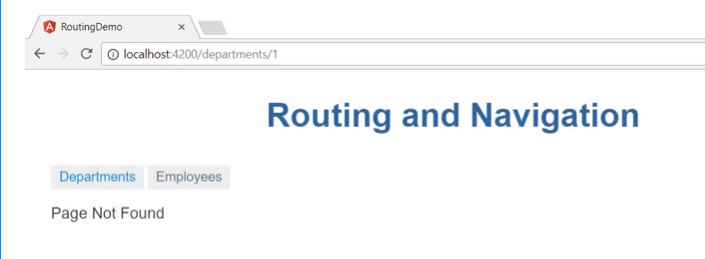 RoutingDemo
localhost:4200/departments/1
Routing and Navigation
Departments Employees
Page Not Found